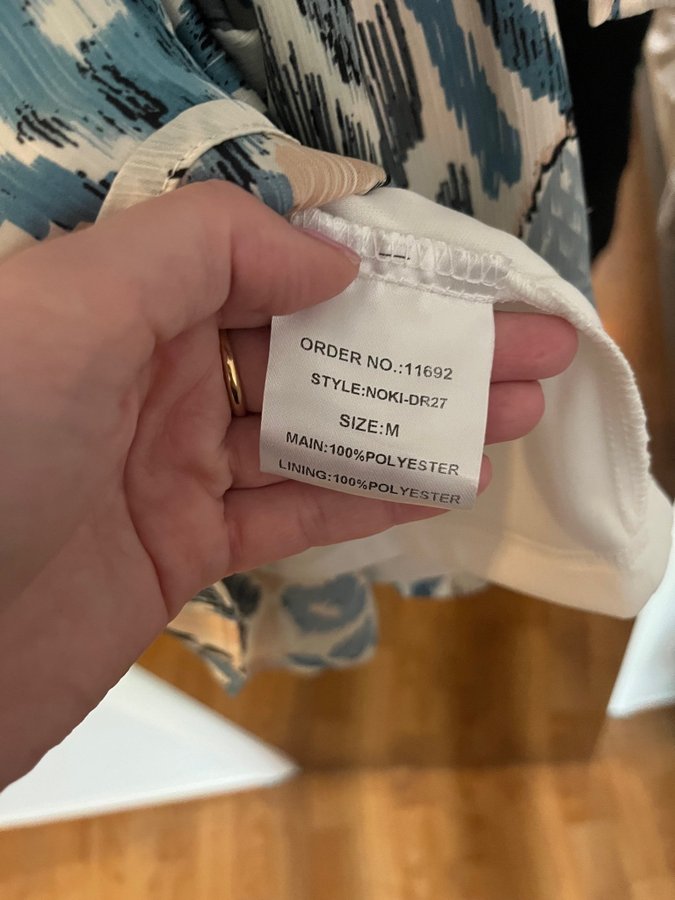 ORDER NO.:11692
STYLE:NOKI-DR27
SIZE:M
MAIN:100%POLYESTER
LINING:100%POLYESTER